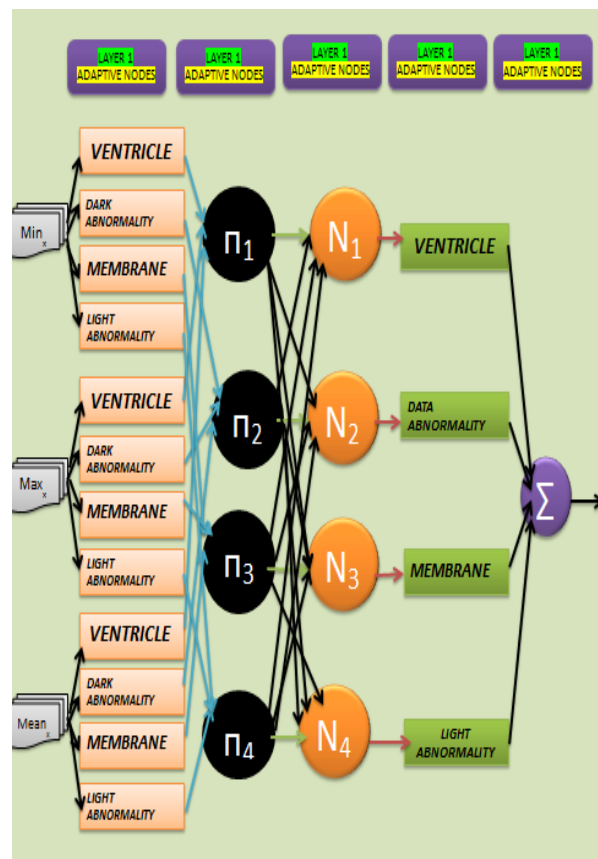 LAYER 1
ADAPTIVE NODES
LAYER 1
ADAPTIVE NODES
LAYER 1
ADAPTIVE NODES
LAYER 1
ADAPTIVE NODES
LAYER 1
ADAPTIVE NODES
Min x
VENTRICLE
DARK
ABNORMALITY
MEMBRANE
LIGHT
ABNORMALITY
Max x
VENTRICLE
DARK
ABNORMALITY
MEMBRANE
LIGHT
ABNORMALITY
Mean x
VENTRICLE
DARK
ABNORMALITY
MEMBRANE
LIGHT
ABNORMALITY
Π1
Π2
Π3
Π4
N1
N2
N3
N4
VENTRICLE
DATA
ABNORMALITY
MEMBRANE
LIGHT
ABNORMALITY
Σ